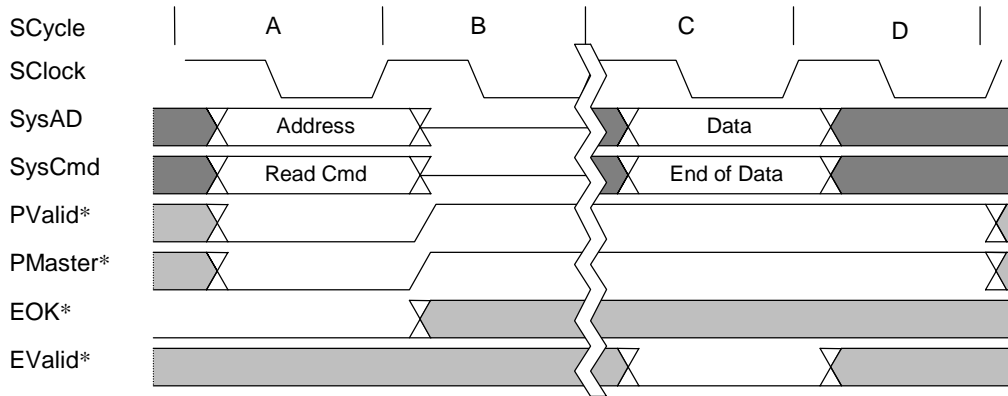 SCycle A B C D
SClock
SysAD Address Data
SysCmd Read Cmd End of Data
PValid*
PMaster*
EOK*
EValid*